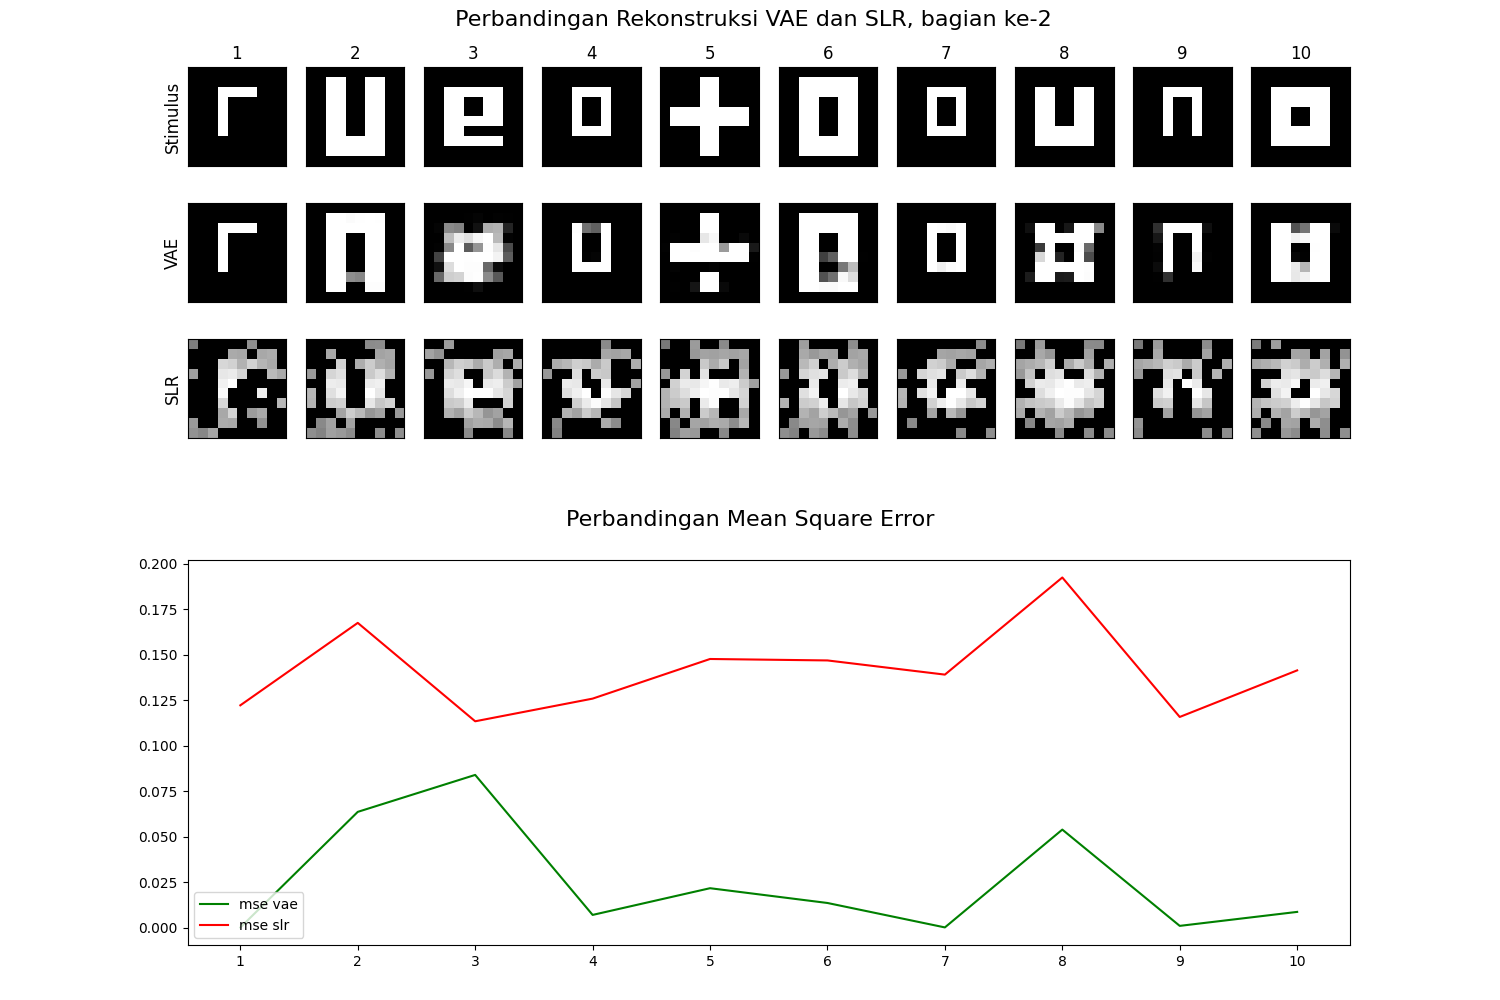 Perbandingan Rekonstruksi VAE dan SLR, bagian ke-2
1 2 3 4 5 6 7 8 9 10
Stimulus
VAE
SLR
Perbandingan Mean Square Error
0.200
0.175
0.150
0.125
0.100
0.075
0.050
0.025
0.000
mse vae
mse slr
1 2 3 4 5 6 7 8 9 10